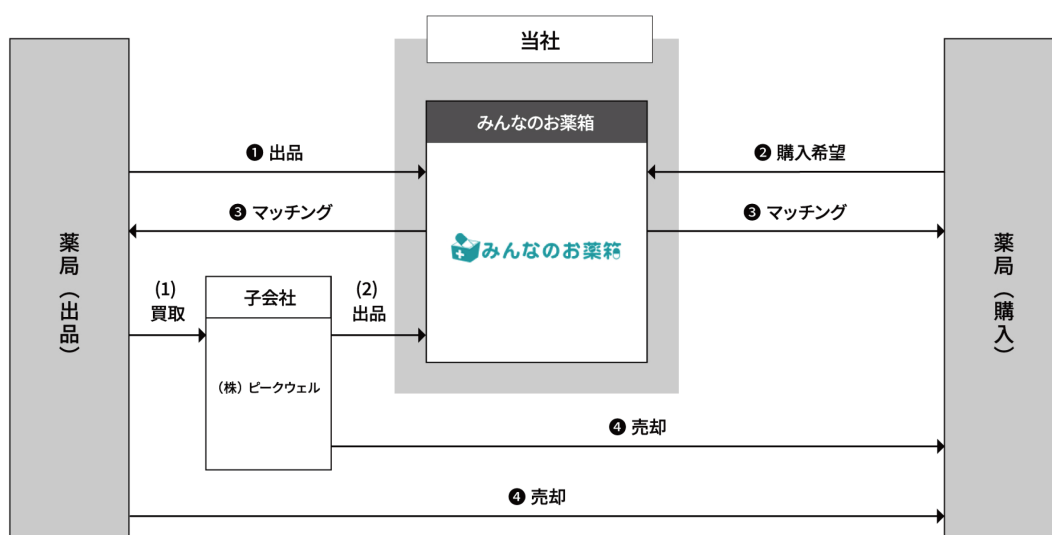 当社
みんなのお薬箱
❶ 出品
❷ 購入希望
❸ マッチング
❸ マッチング
みんなのお薬箱
薬局（出品）
薬局（購入）
(1)
買取
子会社
(2)
出品
（株）ピークウェル
❹ 売却
❹ 売却